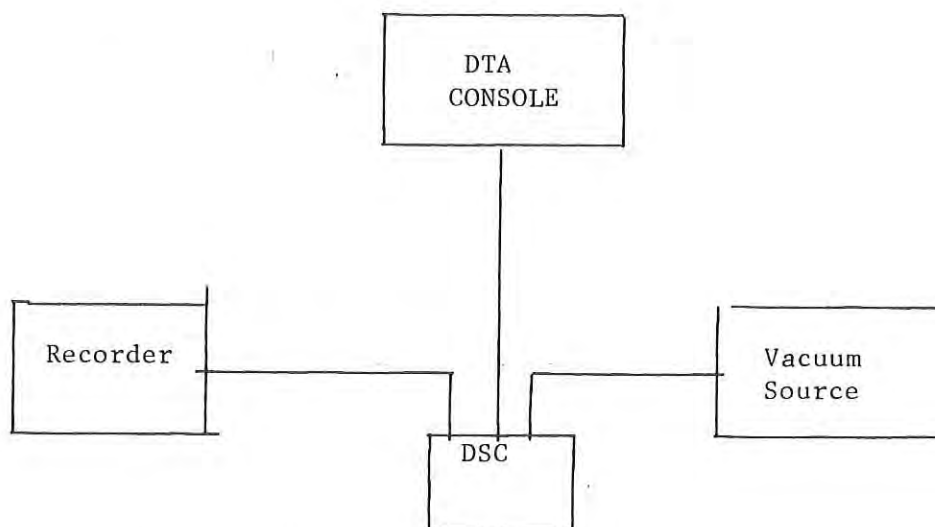 DTA
CONSOLE
Recorder
Vacuum
Source
DSC